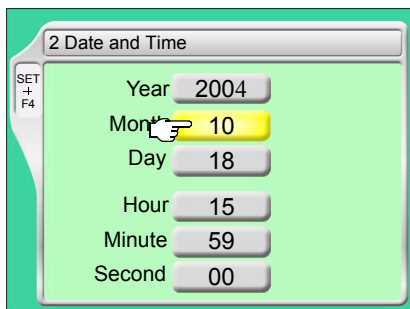 2 Date and Time
SET
+
F4
Year 2004
Month 10
Day 18
Hour 15
Minute 59
Second 00